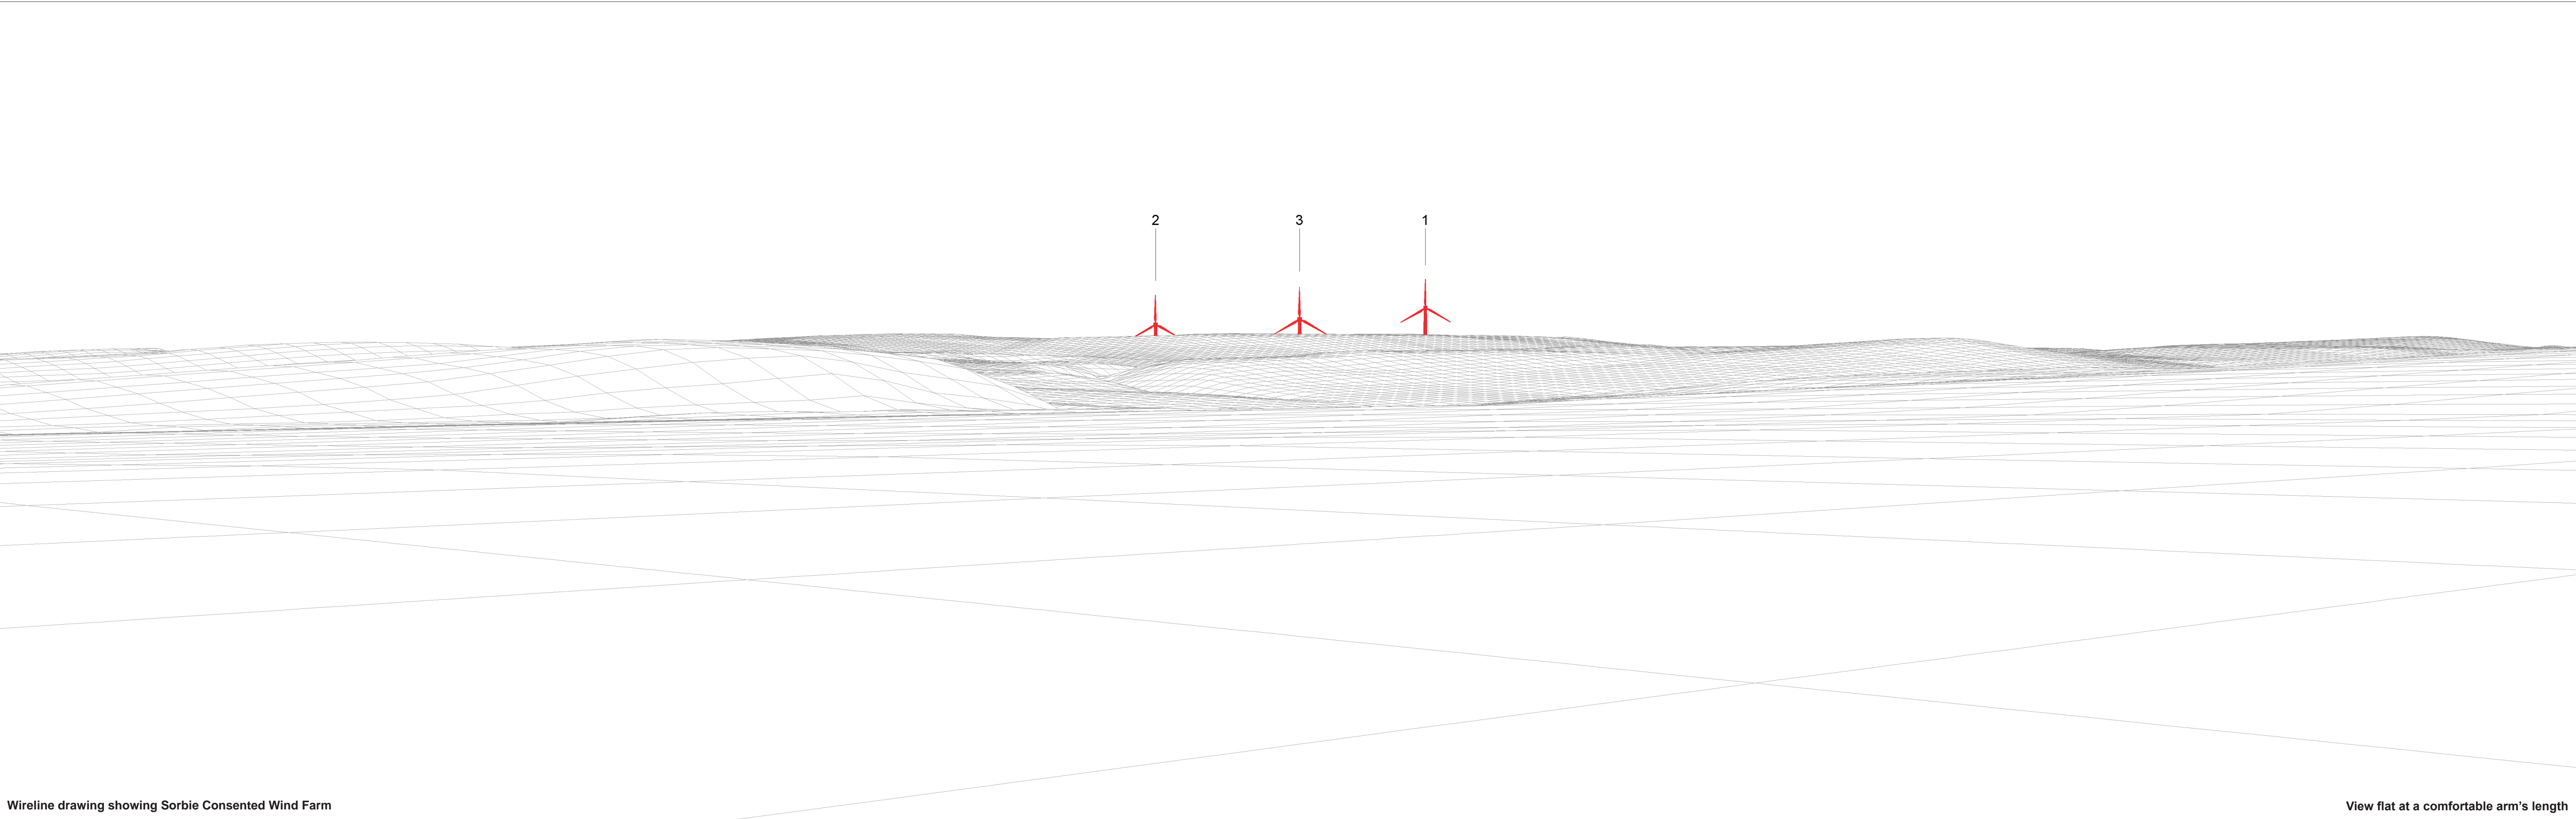 2 3 1
Wireline drawing showing Sorbie Consented Wind Farm
View flat at a comfortable arm’s length